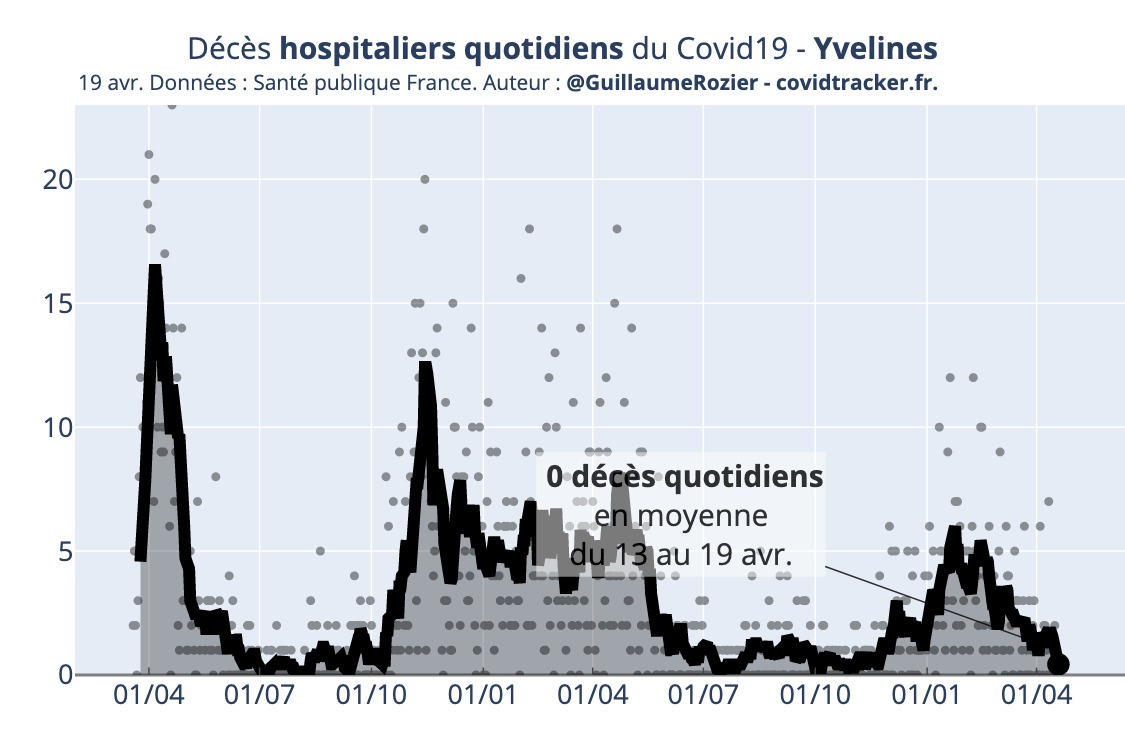 Décès hospitaliers quotidiens du Covid19 - Yvelines
19 avr. Données : Santé publique France. Auteur : @GuillaumeRozier - covidtracker.fr.
20
15
10
5
0
0 décès quotidiens
en moyenne
du 13 au 19 avr.
01/04 01/07 01/10 01/01 01/04 01/07 01/10 01/01 01/04